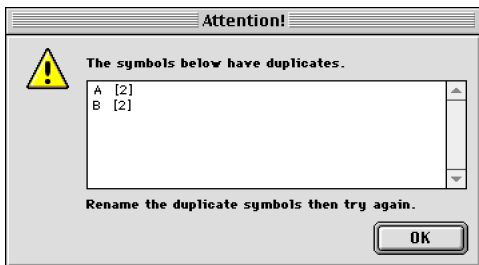 Attention!
The symbols below have duplicates.
A [2]
B [2]
Rename the duplicate symbols then try again.
OK